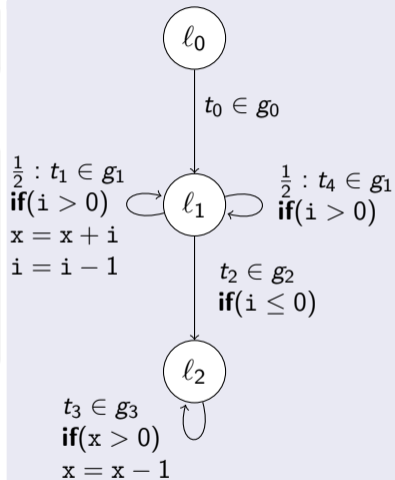 ℓ₀
t₀ ∈ g₀
½ : t₁ ∈ g₁
if(i > 0)
x = x + i
i = i − 1
ℓ₁
½ : t₄ ∈ g₁
if(i > 0)
t₂ ∈ g₂
if(i ≤ 0)
ℓ₂
t₃ ∈ g₃
if(x > 0)
x = x − 1